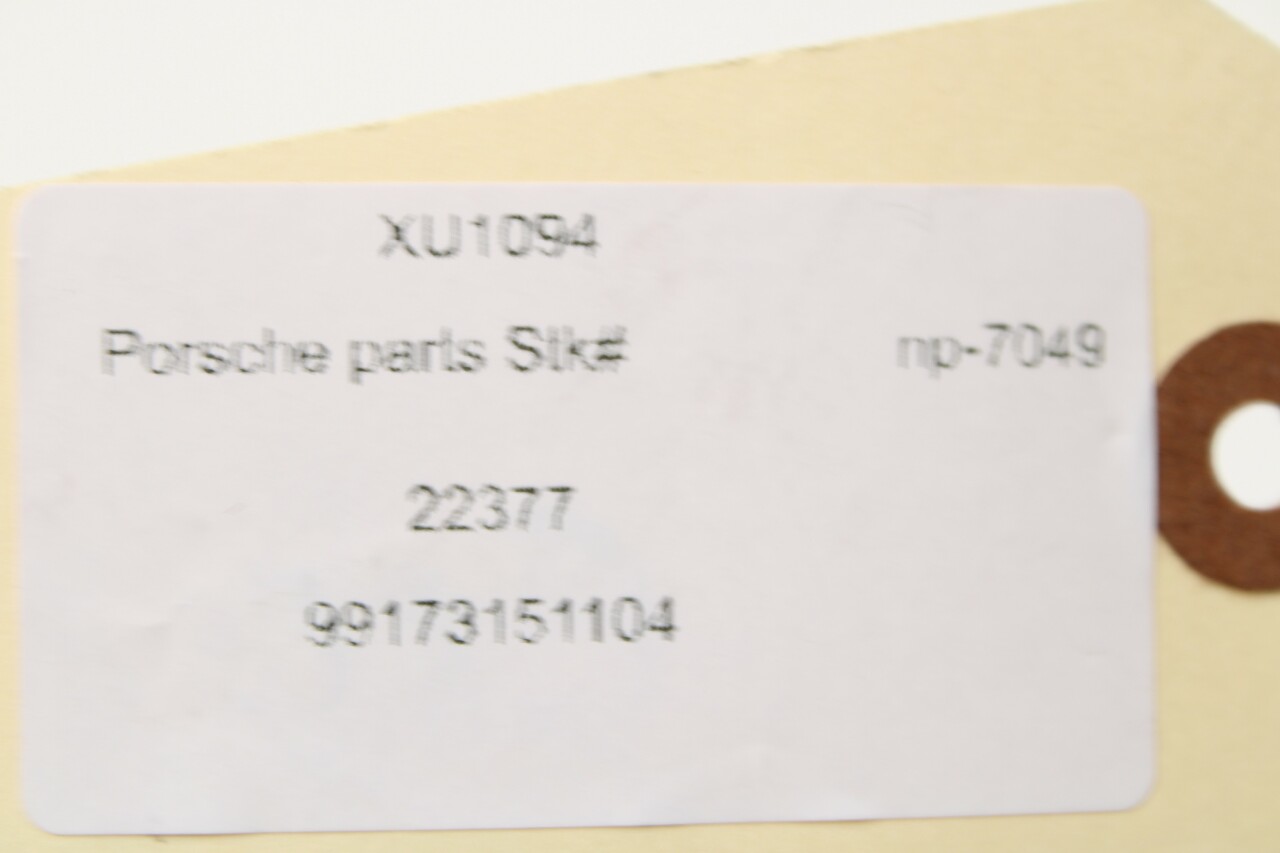 XU1094
Porsche parts Stk# np-7049
22377
99173151104